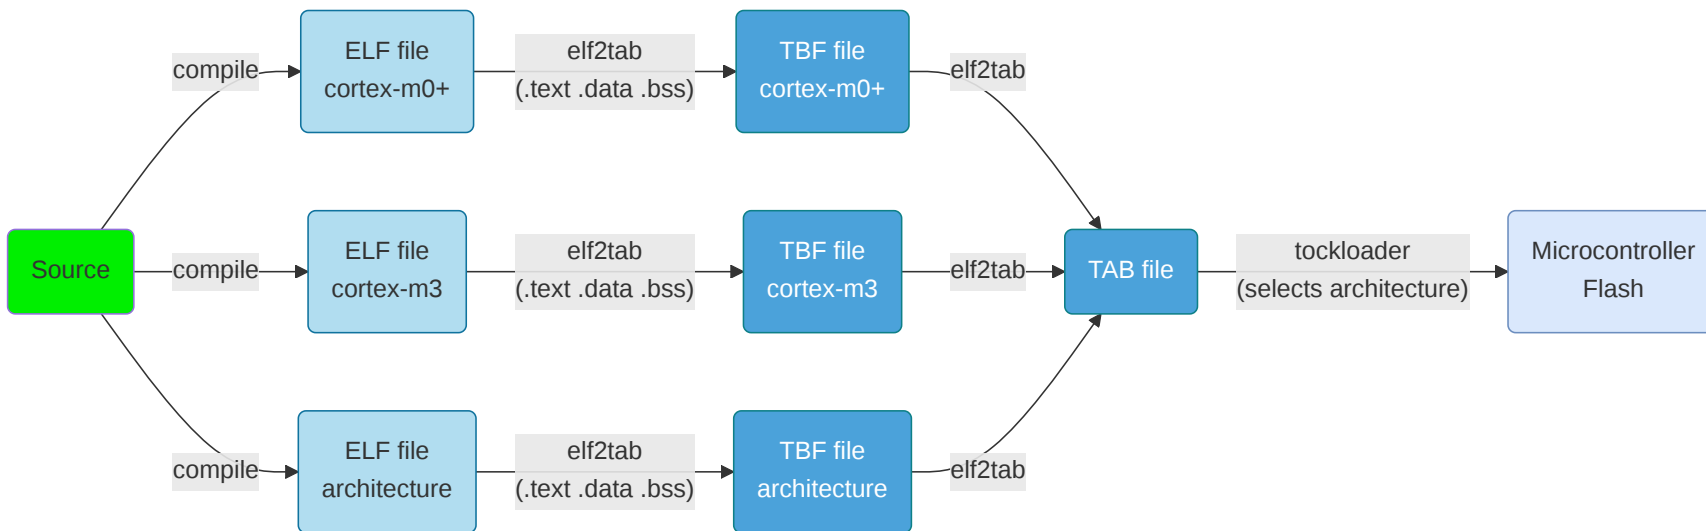 Source
compile
ELF file
cortex-m0+
elf2tab
(.text .data .bss)
TBF file
cortex-m0+
elf2tab
compile
ELF file
cortex-m3
elf2tab
(.text .data .bss)
TBF file
cortex-m3
elf2tab
compile
ELF file
architecture
elf2tab
(.text .data .bss)
TBF file
architecture
elf2tab
TAB file
tockloader
(selects architecture)
Microcontroller
Flash